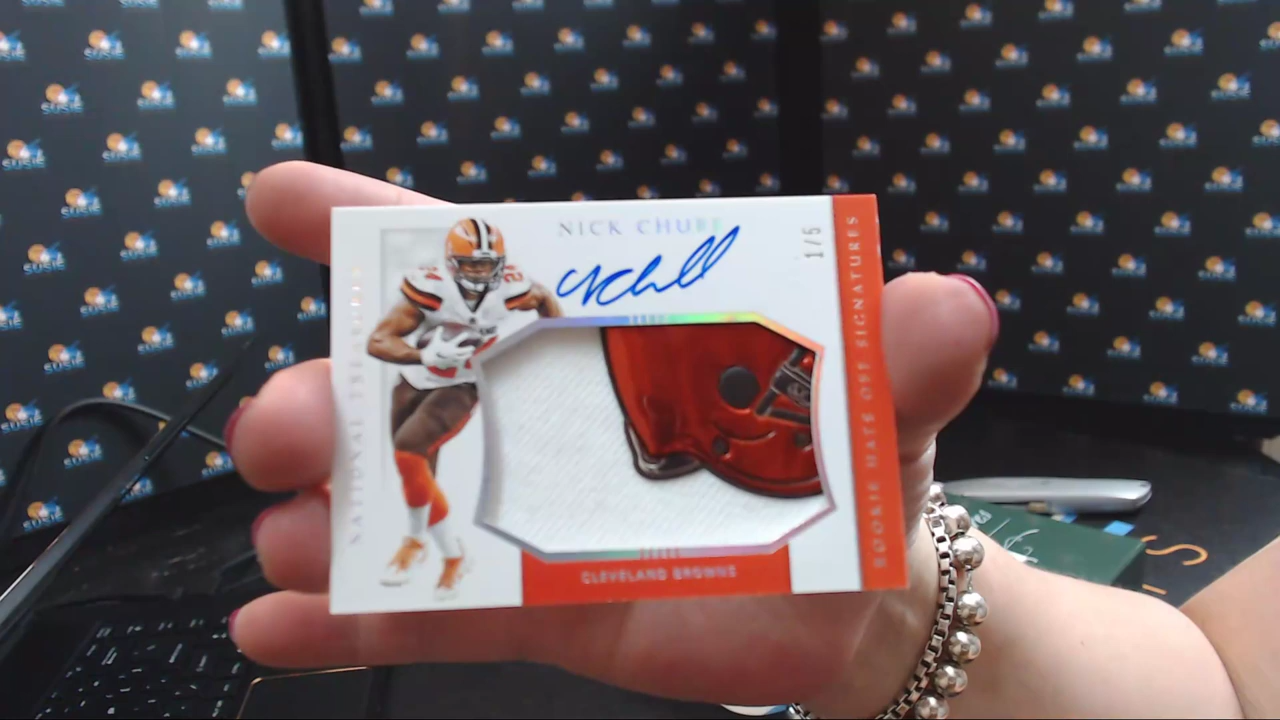 NICK CHUBB
1/5
NATIONAL TREASURES
ROOKIE HATS OFF SIGNATURES
CLEVELAND BROWNS
SUSIE